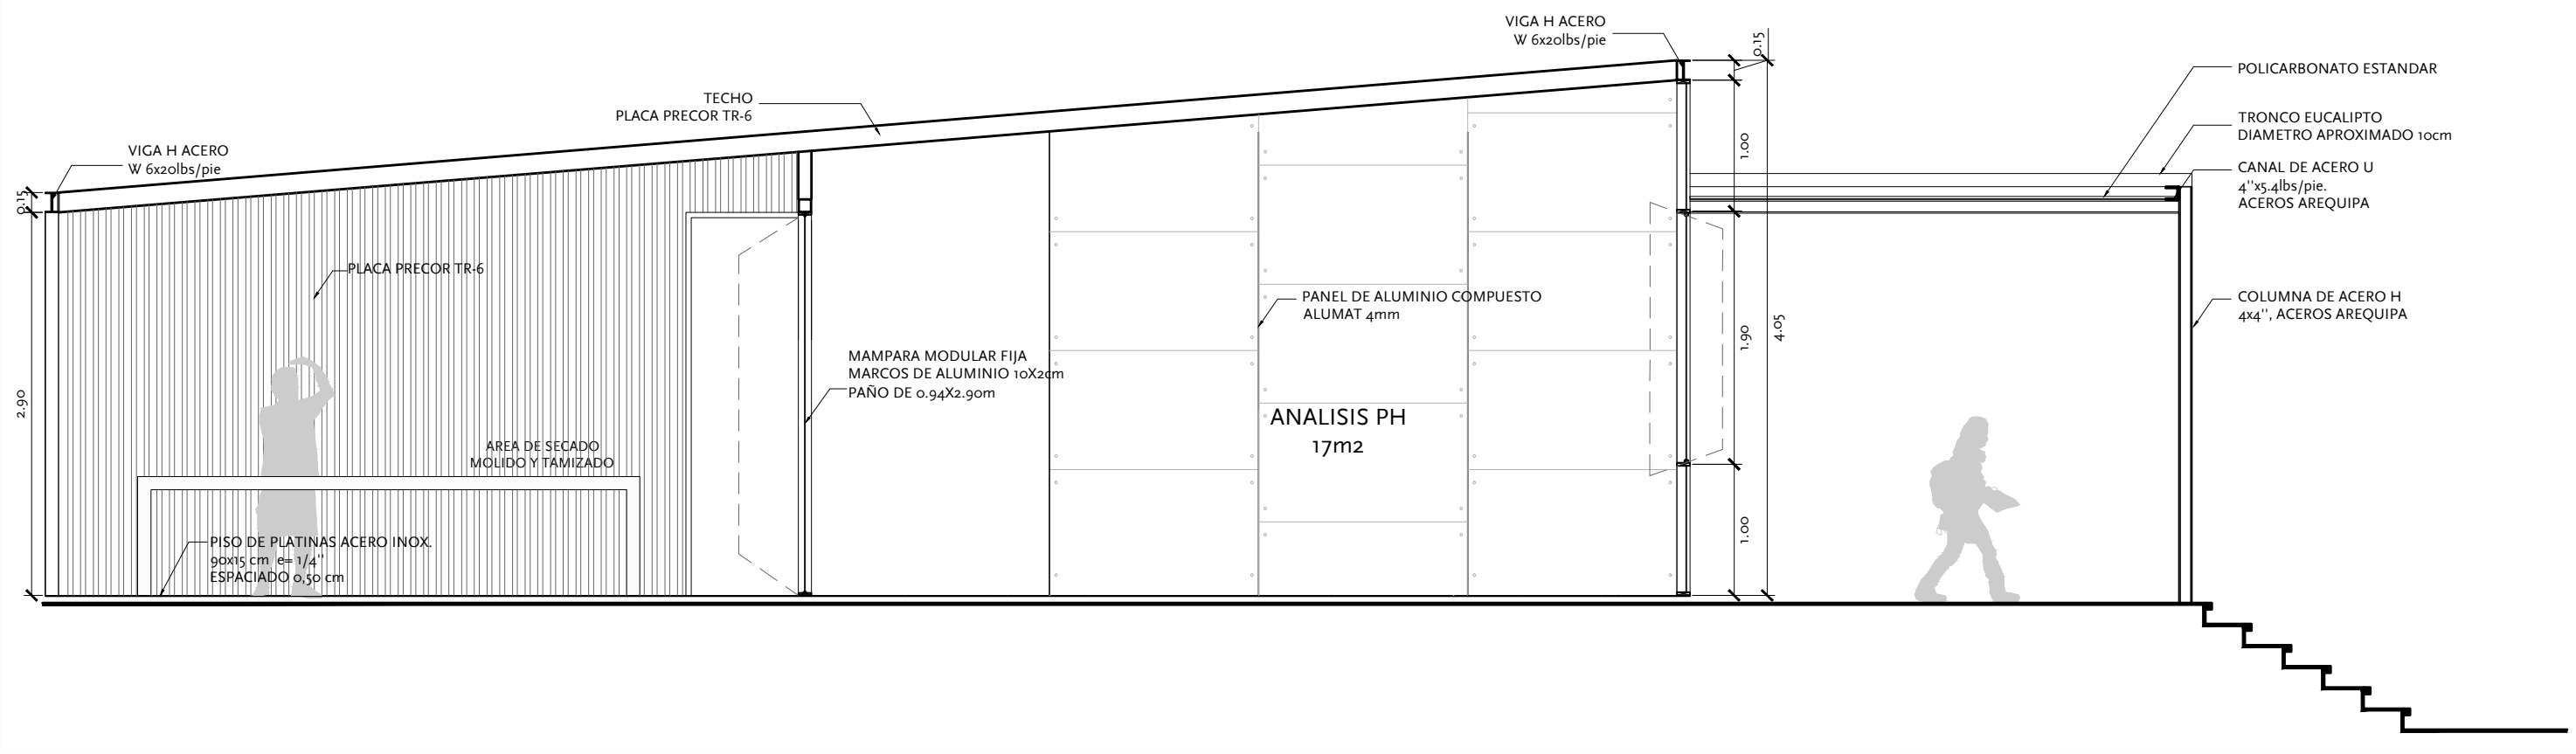 VIGA H ACERO
W 6x20lbs/pie
0.15
POLICARBONATO ESTANDAR
TECHO
PLACA PRECOR TR-6
TRONCO EUCALIPTO
DIAMETRO APROXIMADO 10cm
VIGA H ACERO
W 6x20lbs/pie
0.15
1.00
CANAL DE ACERO U
4''x5.4lbs/pie.
ACEROS AREQUIPA
PLACA PRECOR TR-6
PANEL DE ALUMINIO COMPUESTO
ALUMAT 4mm
COLUMNA DE ACERO H
4x4'', ACEROS AREQUIPA
1.90
4.05
MAMPARA MODULAR FIJA
MARCOS DE ALUMINIO 10X2cm
PAÑO DE 0.94X2.90m
2.90
ANALISIS PH
17m2
AREA DE SECADO
MOLIDO Y TAMIZADO
1.00
PISO DE PLATINAS ACERO INOX.
90x15 cm e= 1/4''
ESPACIADO 0,50 cm